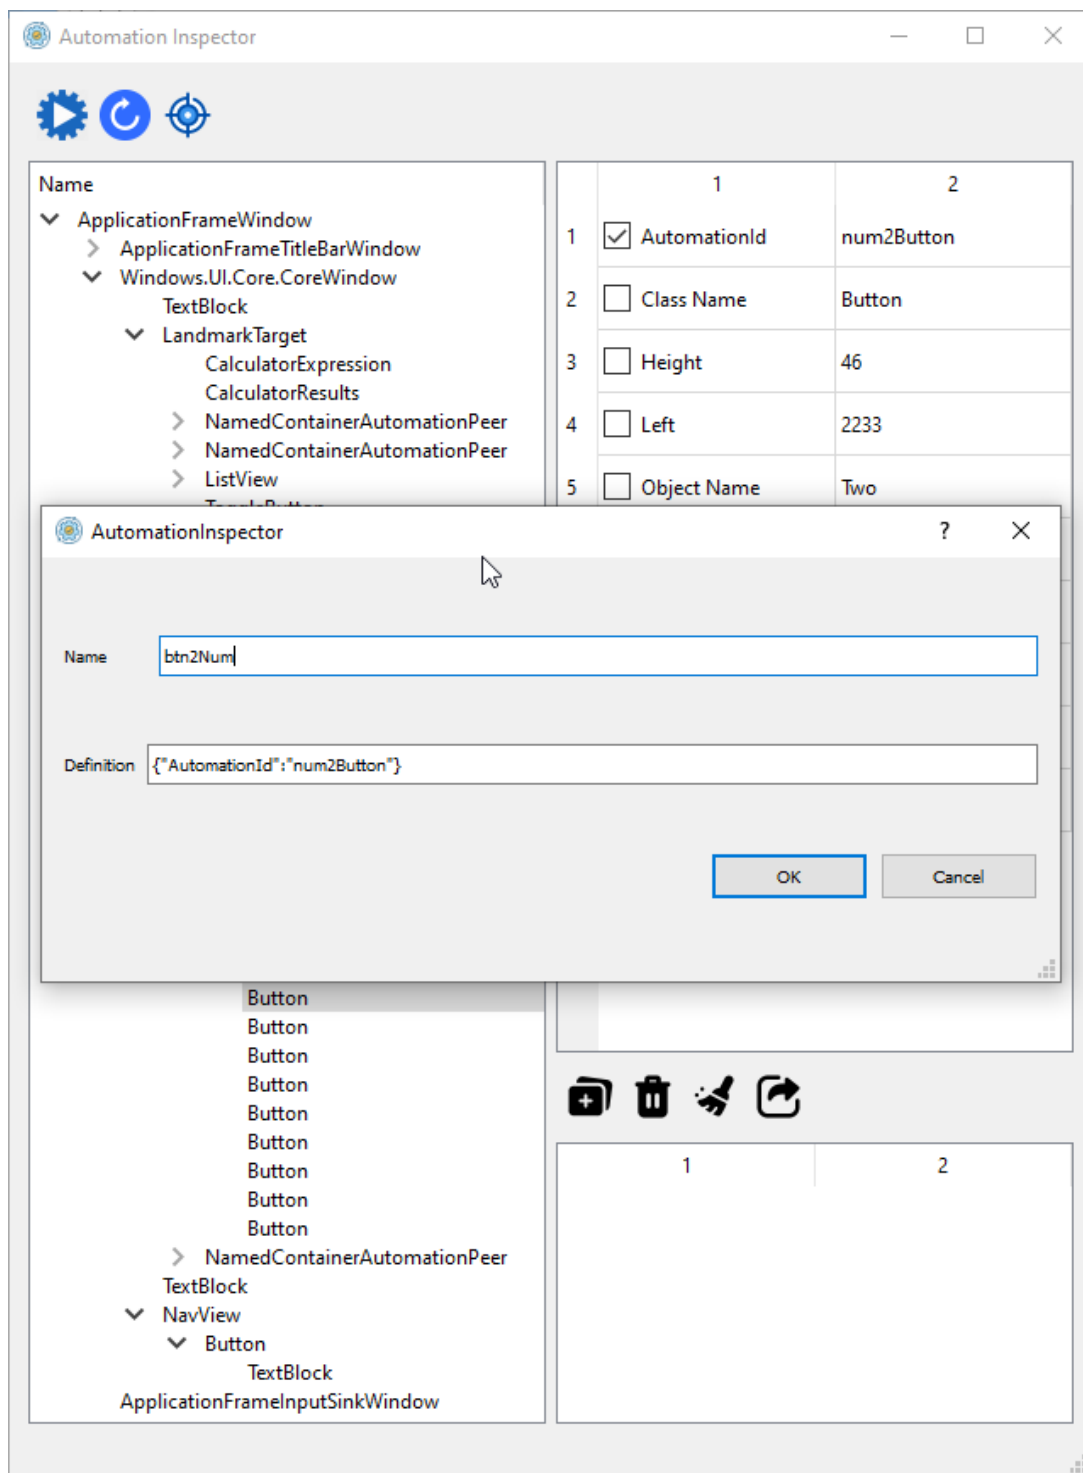 Automation Inspector
Name
ApplicationFrameWindow
ApplicationFrameTitleBarWindow
Windows.UI.Core.CoreWindow
TextBlock
LandmarkTarget
CalculatorExpression
CalculatorResults
NamedContainerAutomationPeer
NamedContainerAutomationPeer
ListView
1 2
1 AutomationId num2Button
2 Class Name Button
3 Height 46
4 Left 2233
5 Object Name Two
AutomationInspector ?
Name btn2Num
Definition {"AutomationId":"num2Button"}
OK Cancel
Button
Button
Button
Button
Button
Button
Button
Button
Button
NamedContainerAutomationPeer
TextBlock
NavView
Button
TextBlock
ApplicationFrameInputSinkWindow
1 2